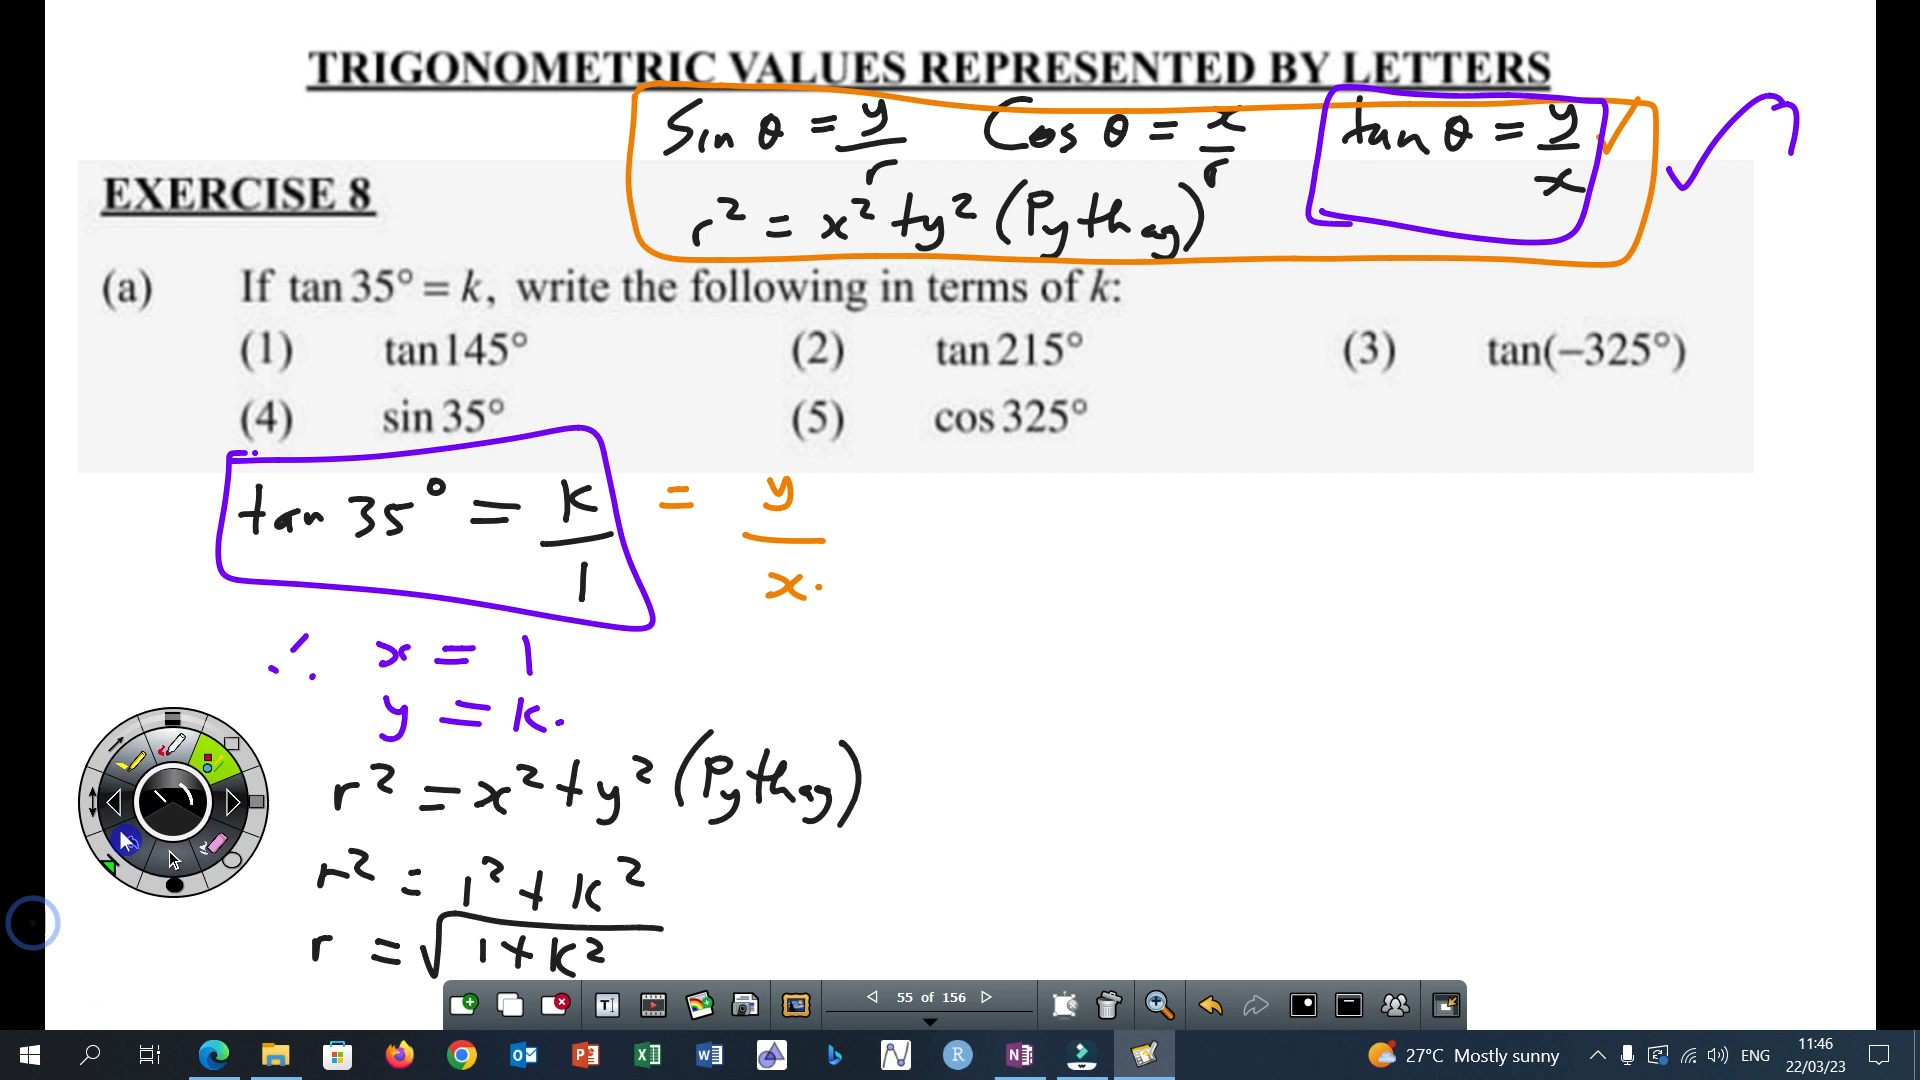 TRIGONOMETRIC VALUES REPRESENTED BY LETTERS
Sin θ = y/r Cos θ = x/r tan θ = y/x
r² = x² + y² (Pythag)
EXERCISE 8
(a) If tan 35° = k, write the following in terms of k:
(1) tan 145° (2) tan 215° (3) tan(−325°)
(4) sin 35° (5) cos 325°
tan 35° = k/1 = y/x.
∴ x = 1
y = k.
r² = x² + y² (Pythag)
r² = 1² + k²
r = √(1 + k²)
55 of 156
27°C Mostly sunny
ENG
11:46
22/03/23